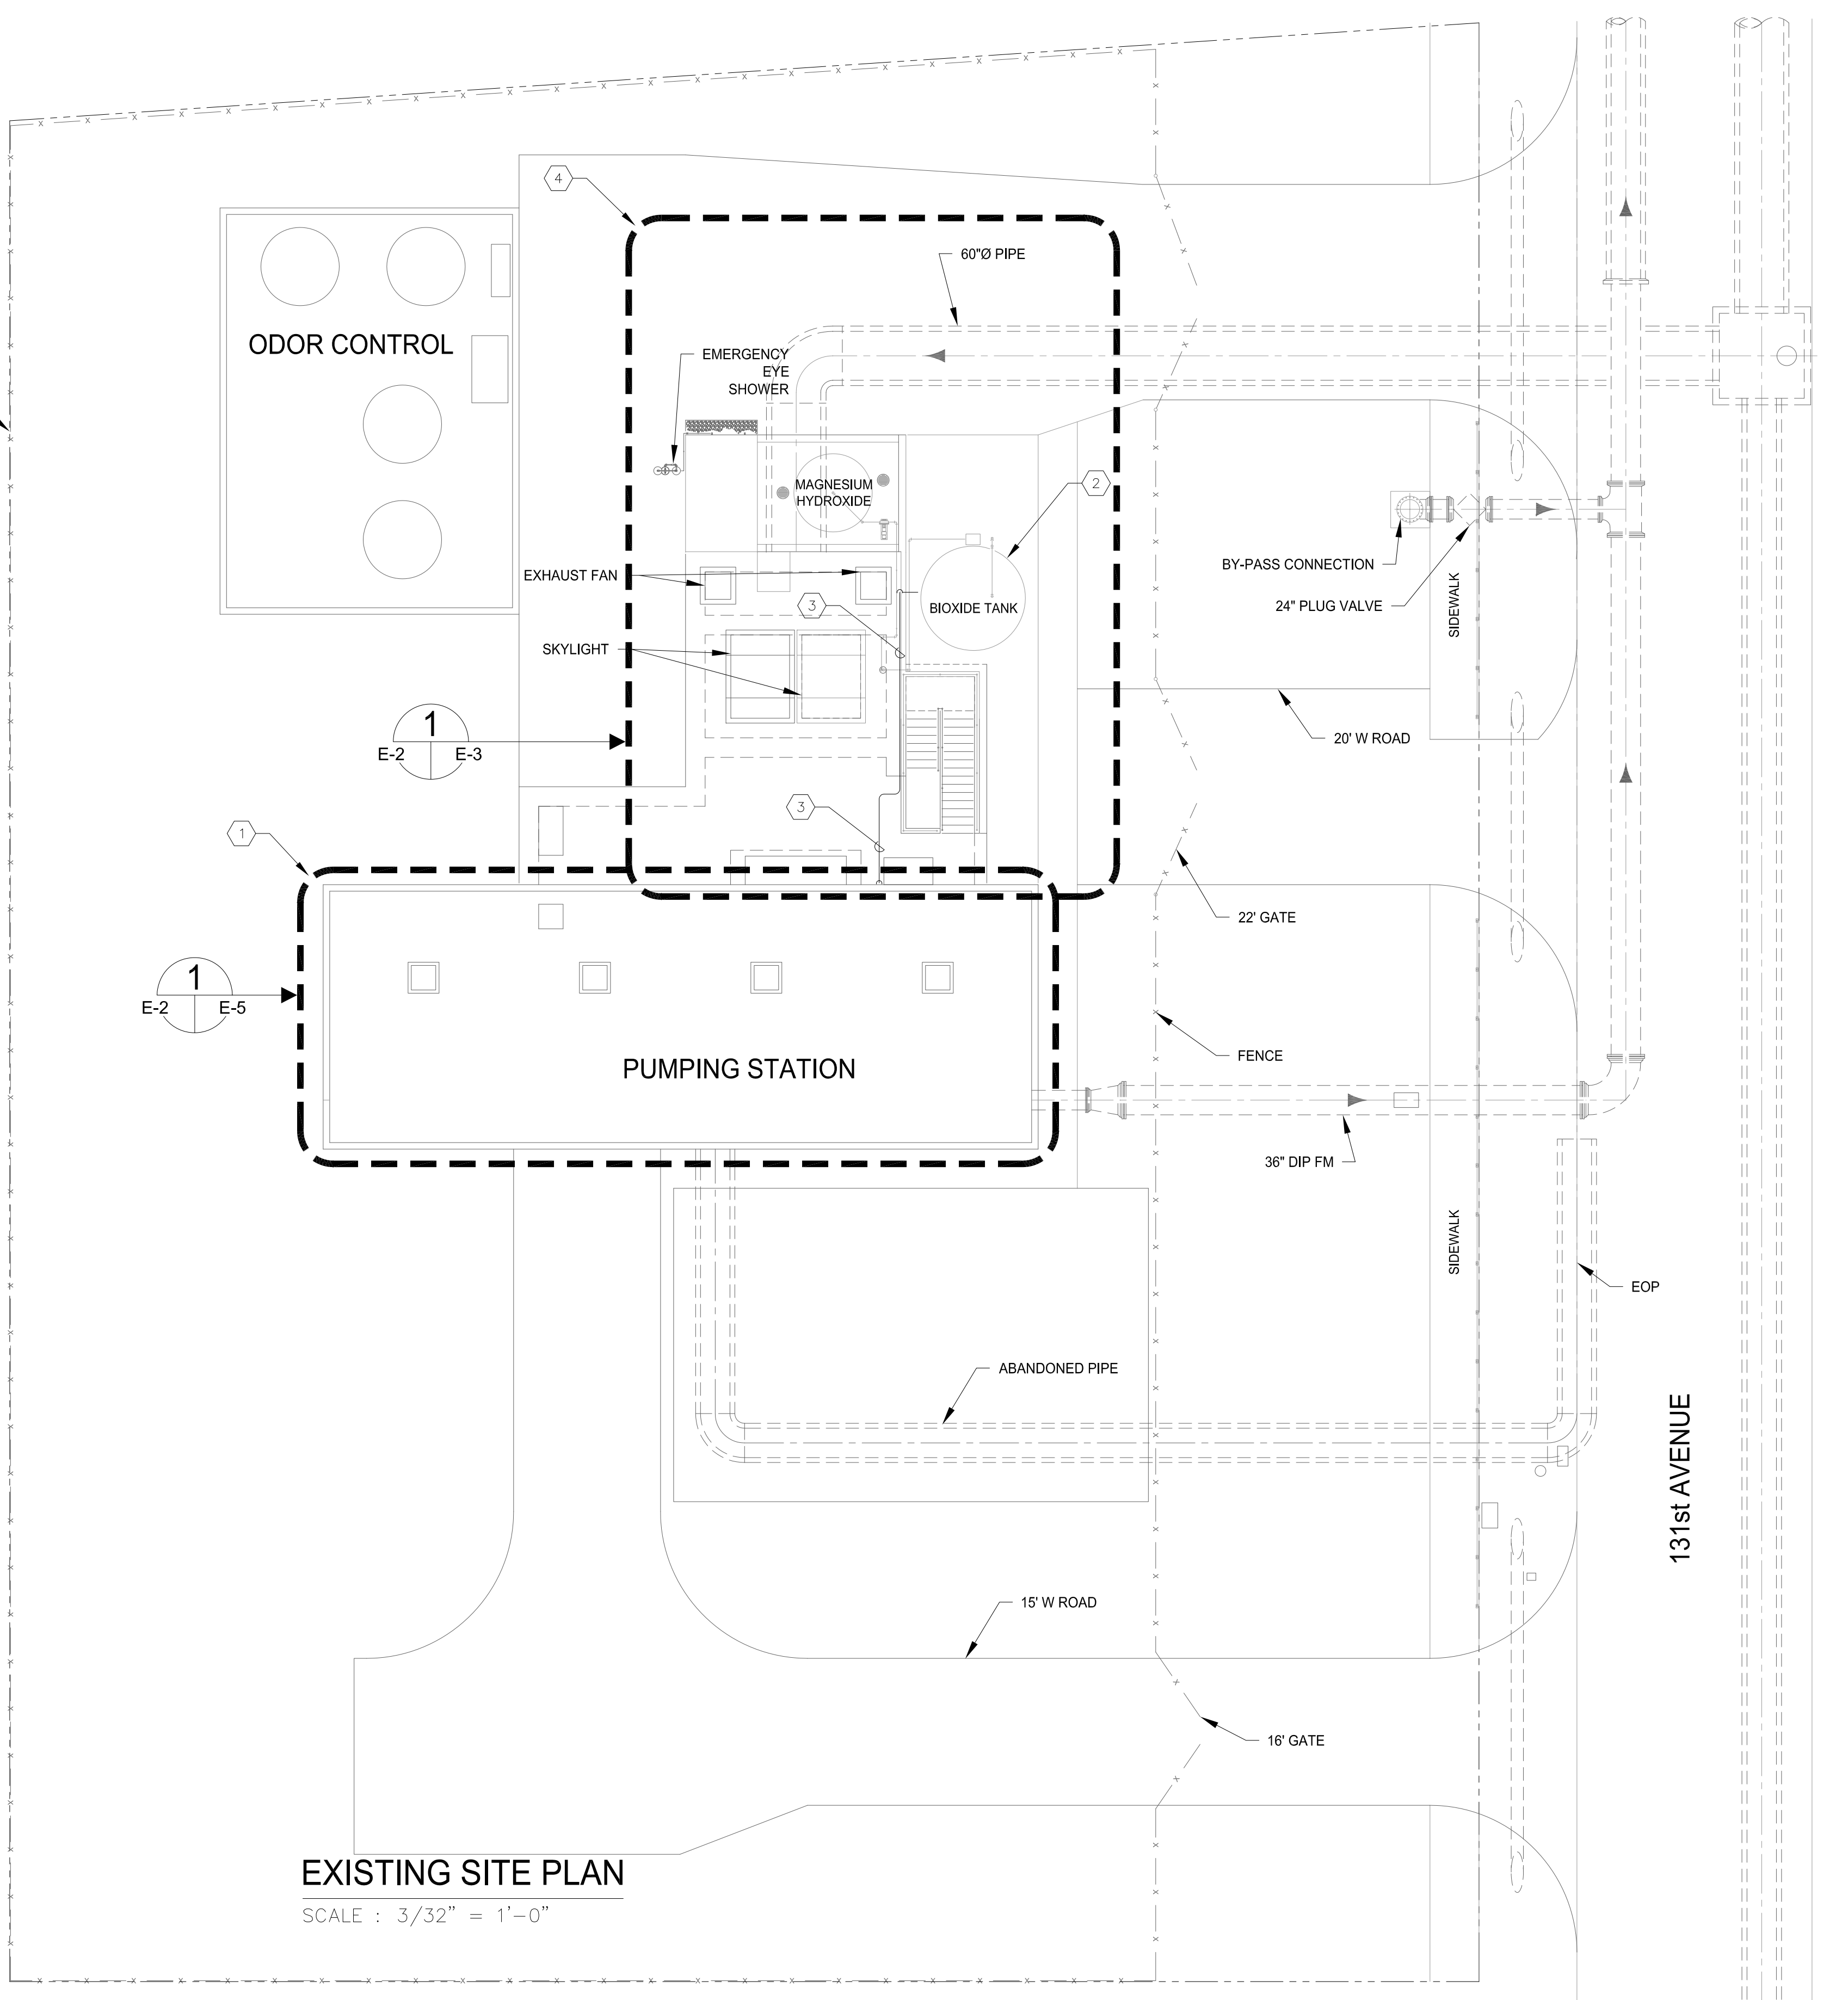 4
60"Ø PIPE
ODOR CONTROL
EMERGENCY
EYE
SHOWER
MAGNESIUM
HYDROXIDE
2
BY-PASS CONNECTION
EXHAUST FAN
24" PLUG VALVE
SIDEWALK
3
BIOXIDE TANK
SKYLIGHT
1
E-2 E-3
20' W ROAD
3
1
22' GATE
1
E-2 E-5
FENCE
PUMPING STATION
36" DIP FM
SIDEWALK
EOP
ABANDONED PIPE
131st AVENUE
15' W ROAD
16' GATE
EXISTING SITE PLAN
SCALE : 3/32" = 1'-0"